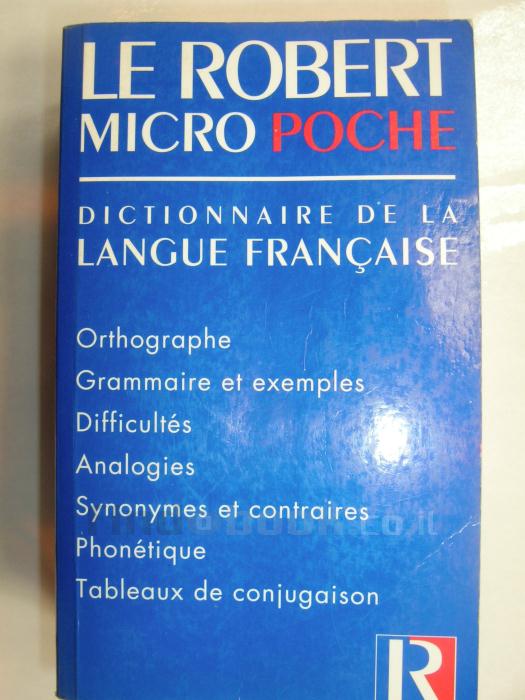 LE ROBERT
MICRO POCHE
DICTIONNAIRE DE LA
LANGUE FRANÇAISE
Orthographe
Grammaire et exemples
Difficultés
Analogies
Synonymes et contraires
Phonétique
Tableaux de conjugaison
R